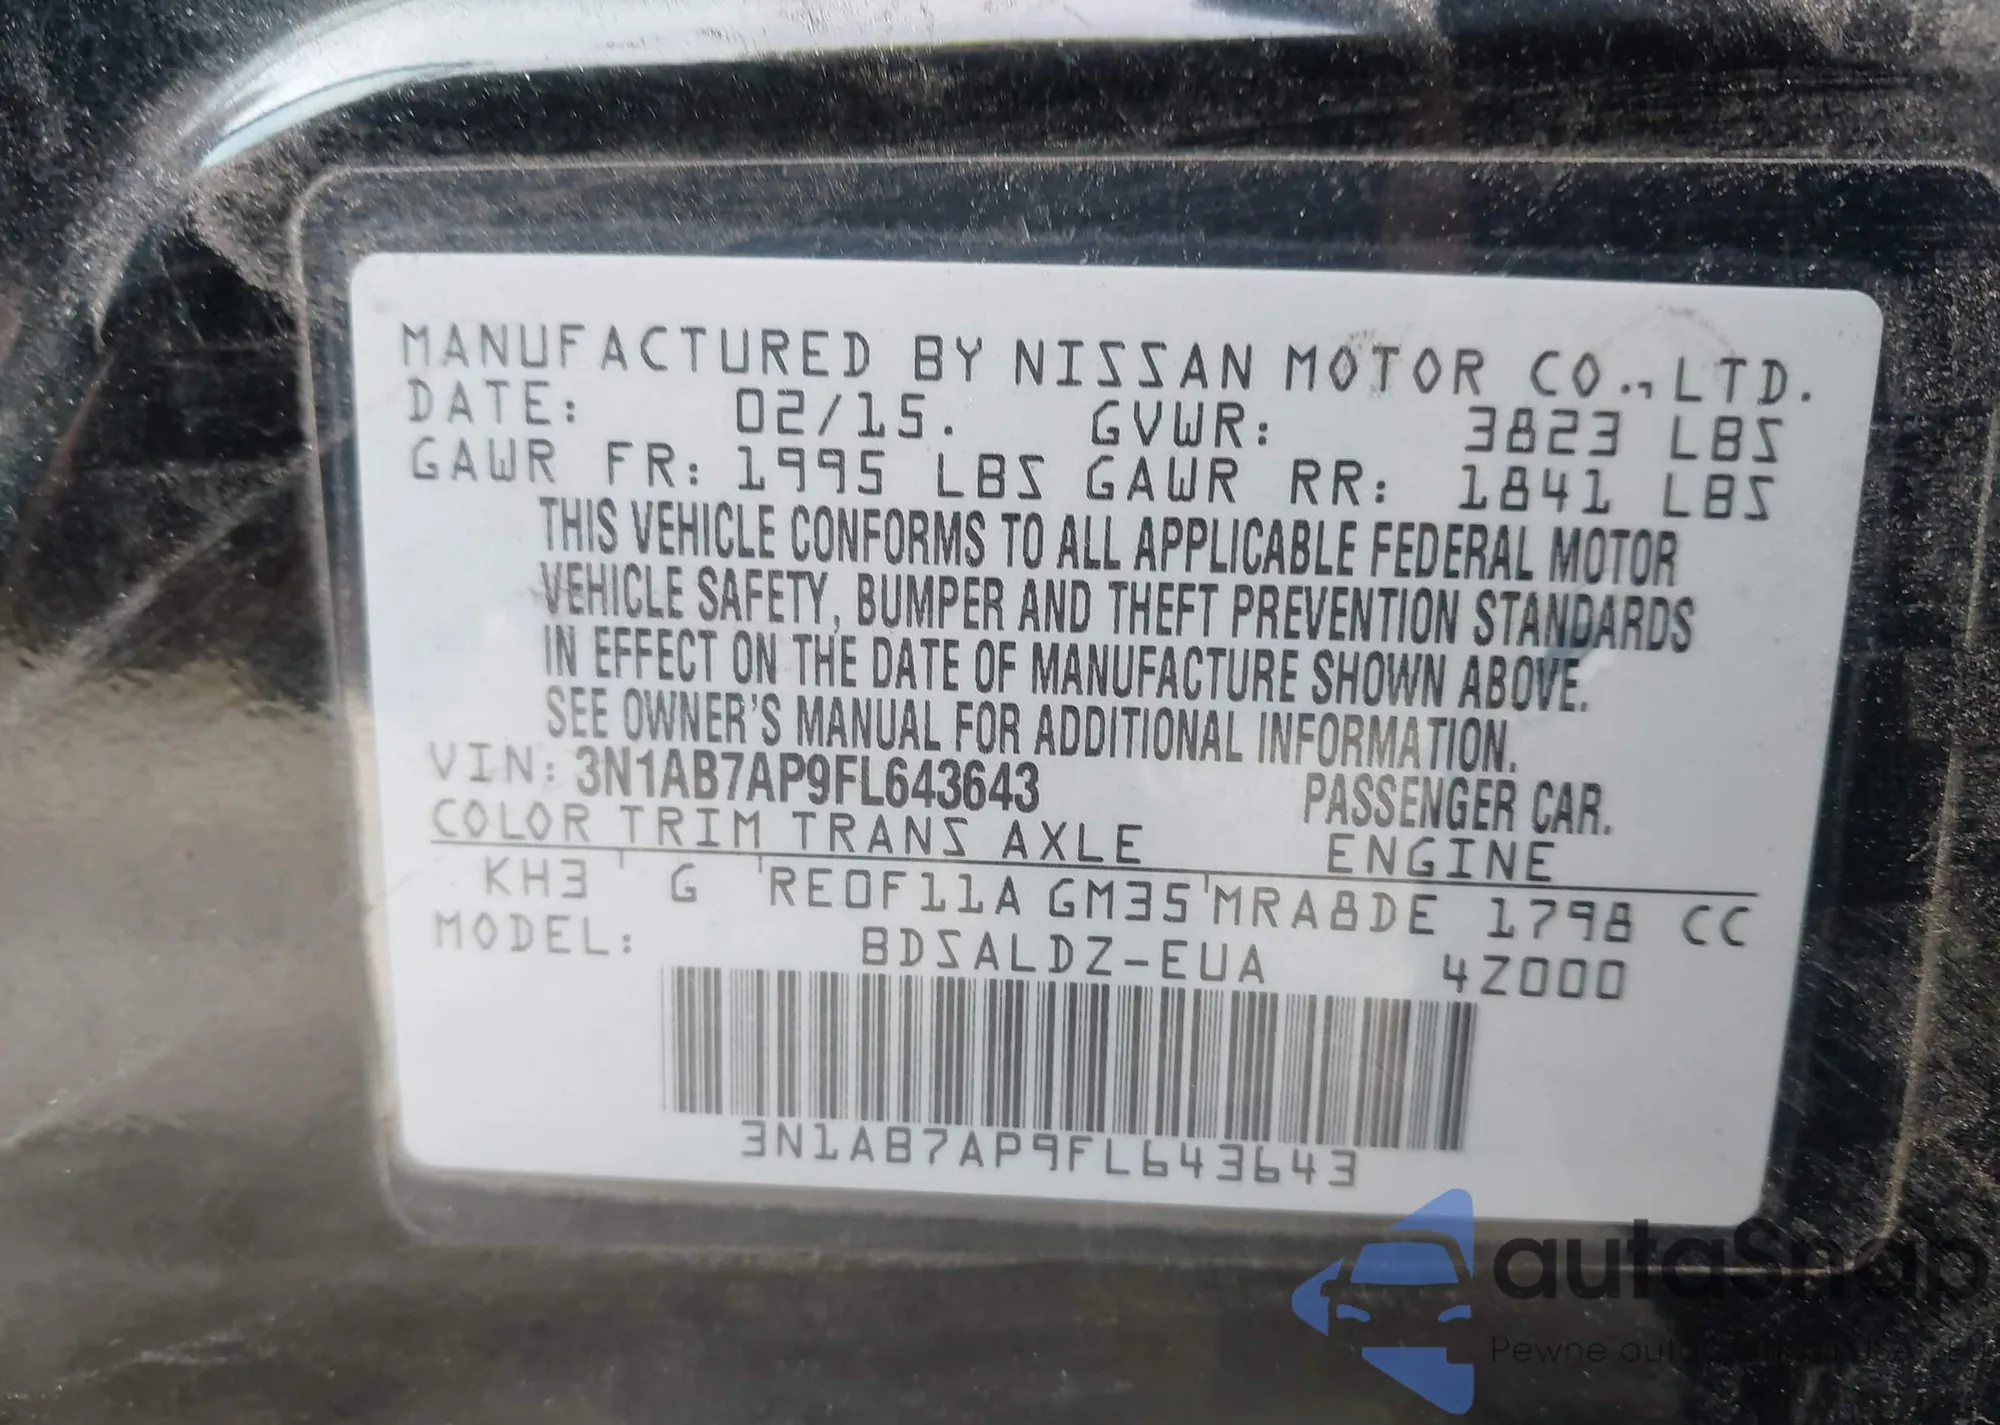 MANUFACTURED BY NISSAN MOTOR CO., LTD.
DATE: 02/15. GVWR: 3823 LBS
GAWR FR: 1995 LBS GAWR RR: 1841 LBS
THIS VEHICLE CONFORMS TO ALL APPLICABLE FEDERAL MOTOR
VEHICLE SAFETY, BUMPER AND THEFT PREVENTION STANDARDS
IN EFFECT ON THE DATE OF MANUFACTURE SHOWN ABOVE.
SEE OWNER'S MANUAL FOR ADDITIONAL INFORMATION.
VIN: 3N1AB7AP9FL643643 PASSENGER CAR.
COLOR TRIM TRANS AXLE ENGINE
KH3 G RE0F11A GM35 MRA8DE 1798 CC
MODEL: BDSALDZ-EUA 4Z000
3N1AB7AP9FL643643
autaSnap
Pewne